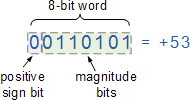 8-bit word
00110101 = +53
positive magnitude
sign bit bits